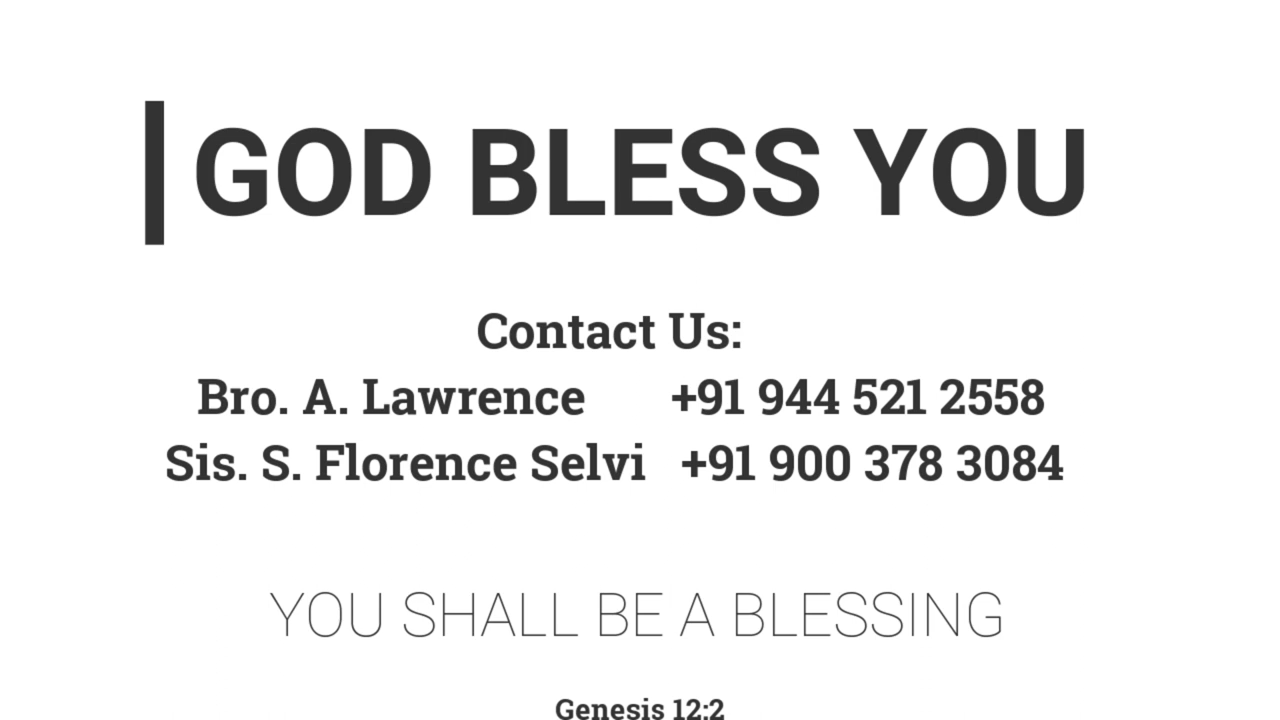 GOD BLESS YOU
Contact Us:
Bro. A. Lawrence +91 944 521 2558
Sis. S. Florence Selvi +91 900 378 3084
YOU SHALL BE A BLESSING
Genesis 12:2